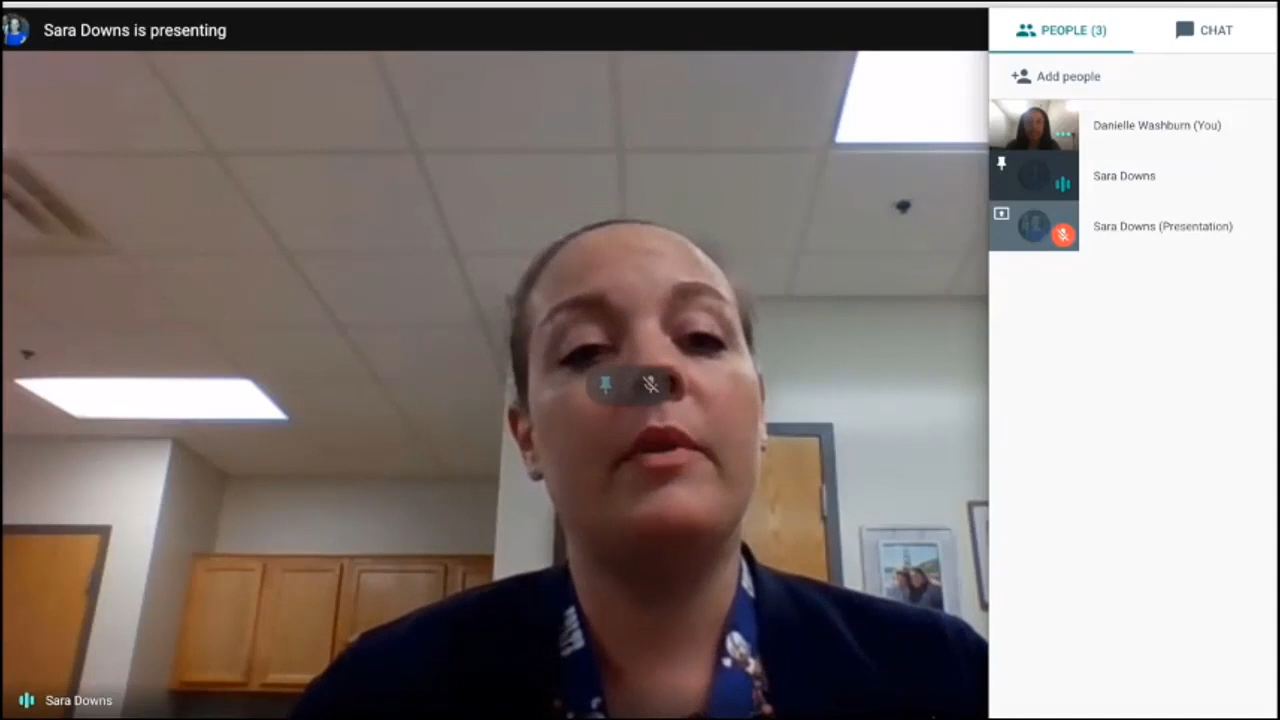 Sara Downs is presenting
PEOPLE (3)
CHAT
Add people
Danielle Washburn (You)
Sara Downs
Sara Downs (Presentation)
Sara Downs